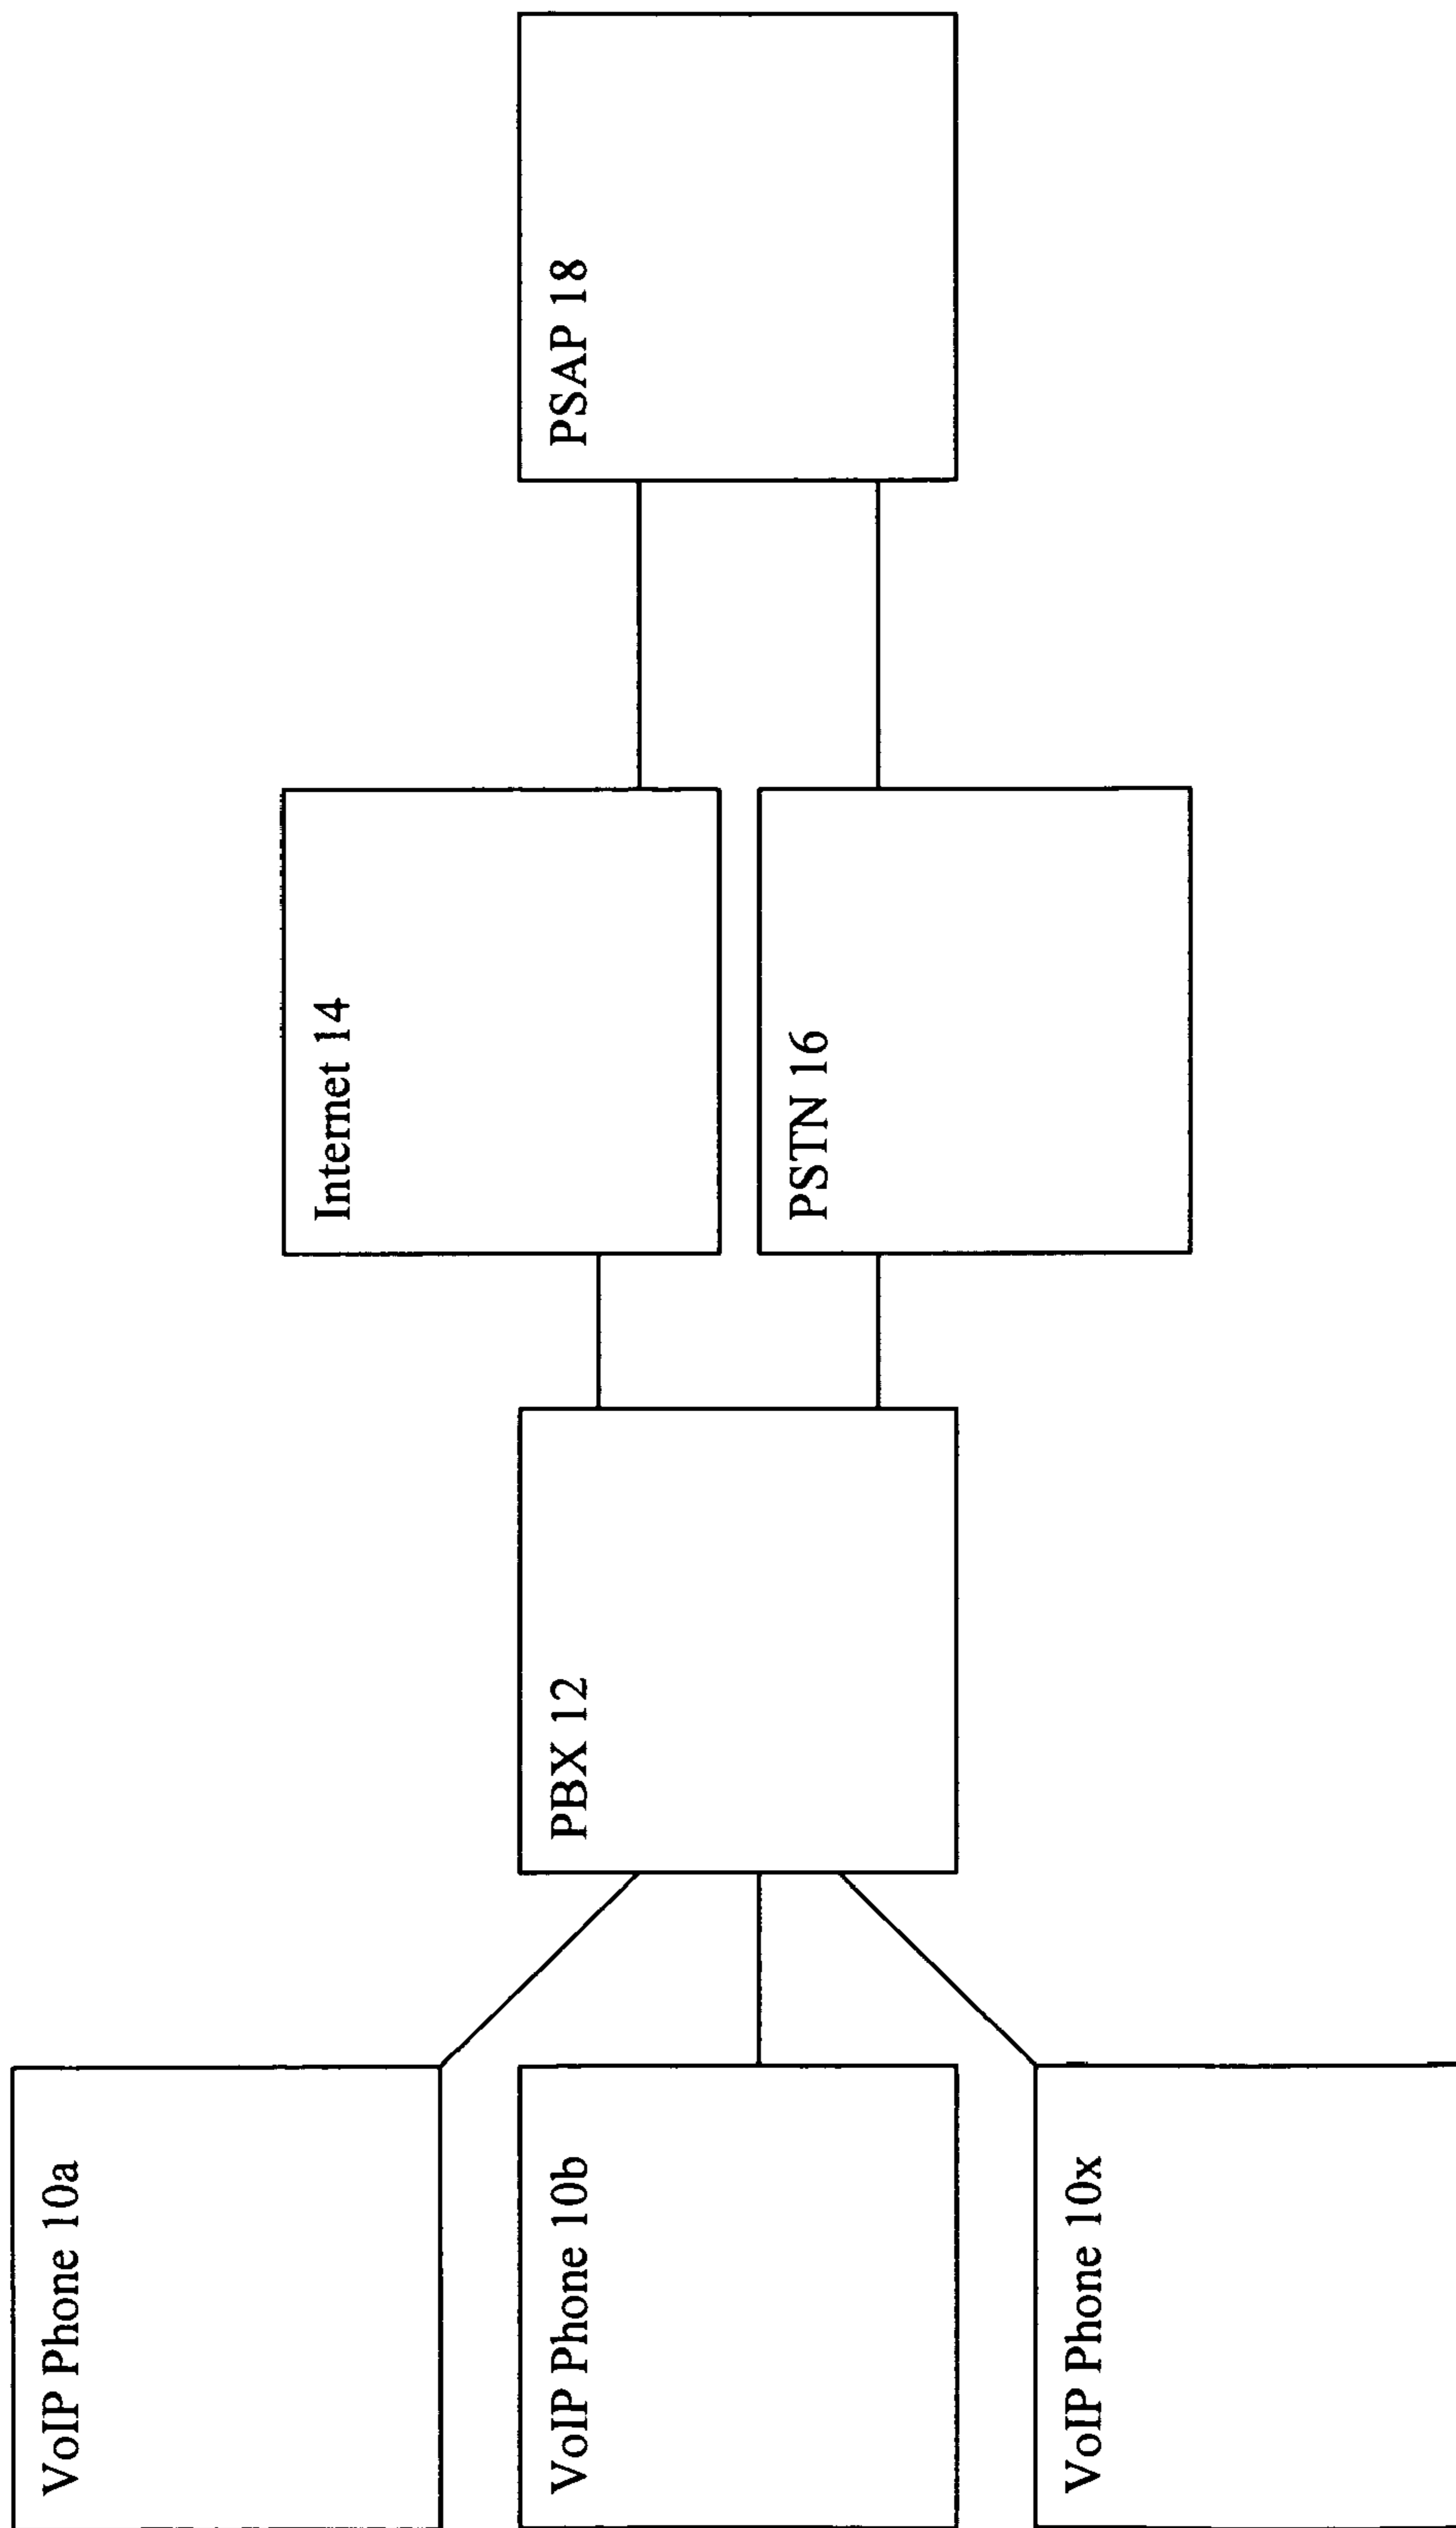 VoIP Phone 10a
VoIP Phone 10b
VoIP Phone 10x
PBX 12
Internet 14
PSTN 16
PSAP 18